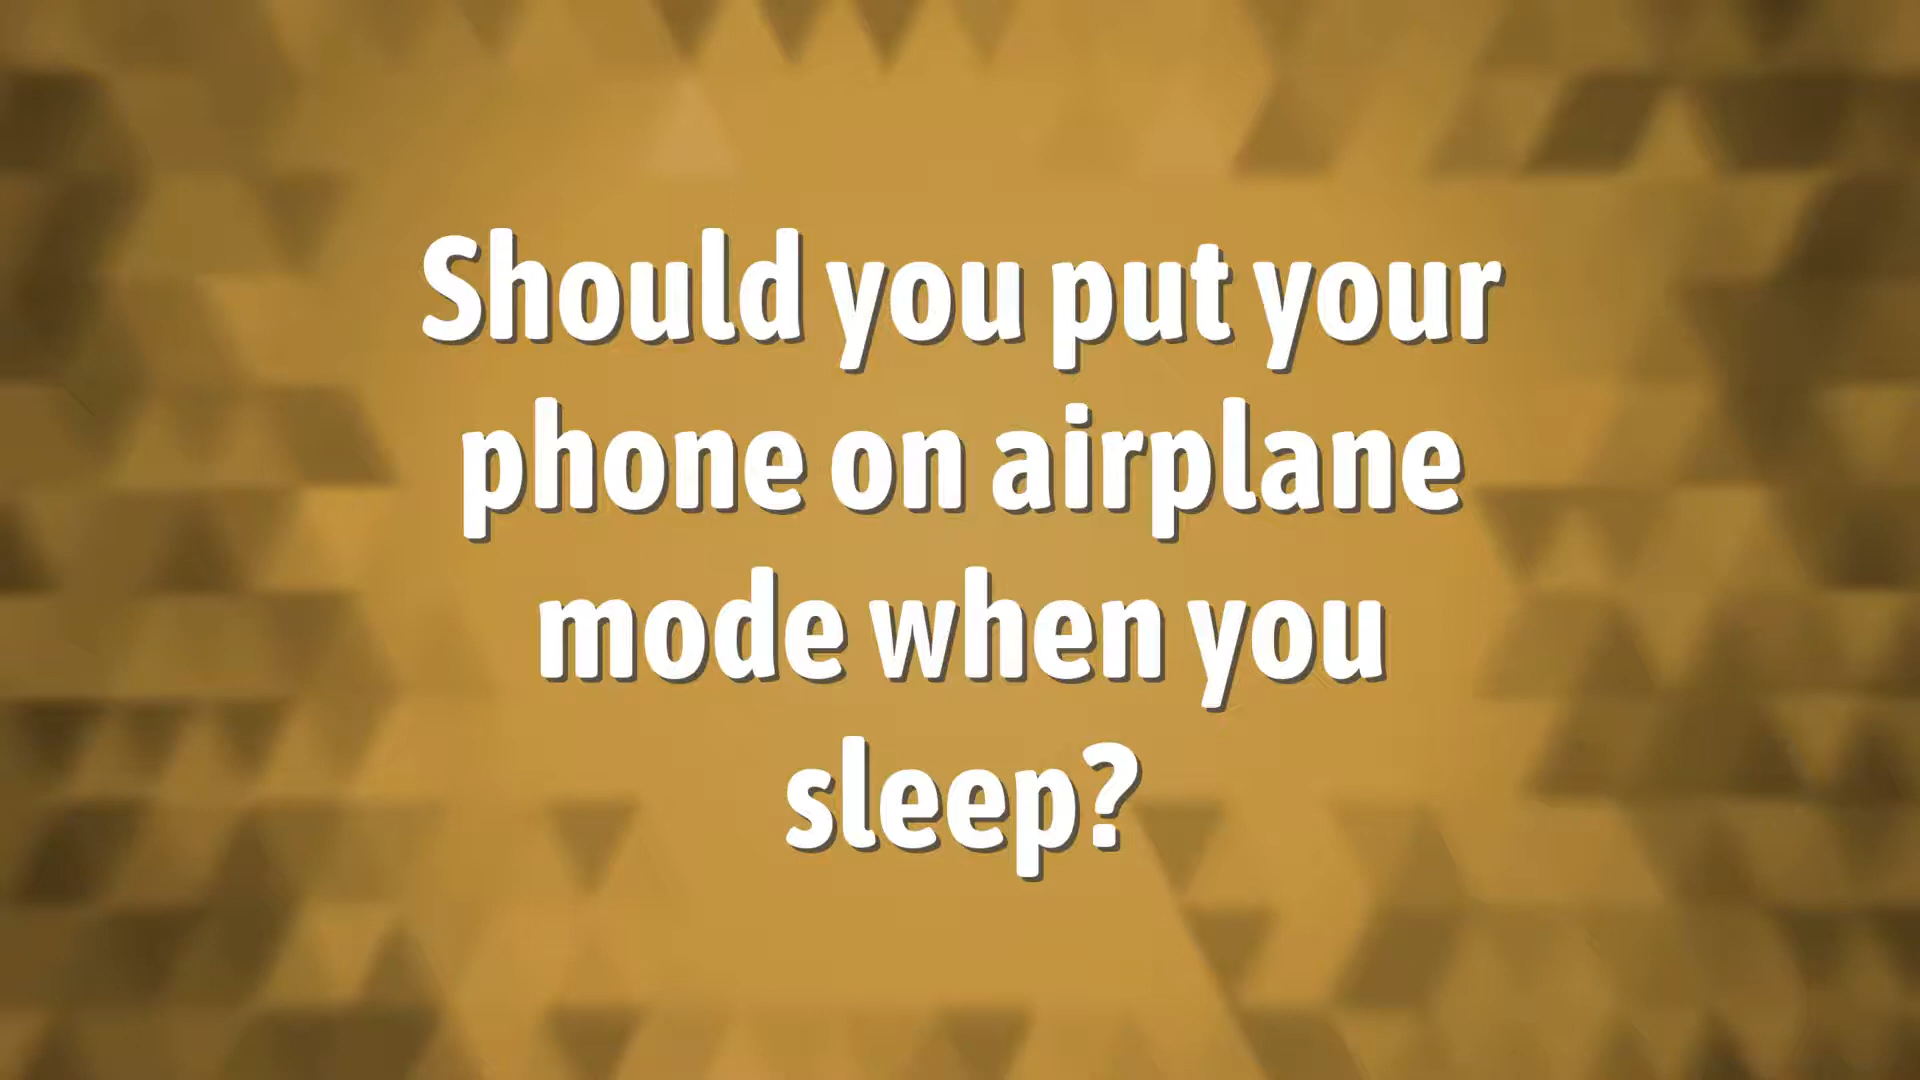 Should you put your
phone on airplane
mode when you
sleep?